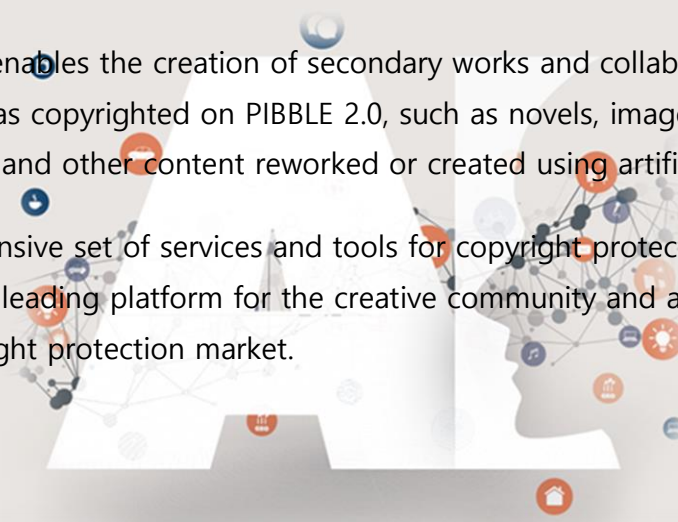 enables the creation of secondary works and collab
as copyrighted on PIBBLE 2.0, such as novels, imag
and other content reworked or created using artifi
nsive set of services and tools for copyright protec
leading platform for the creative community and a
ght protection market.
AI